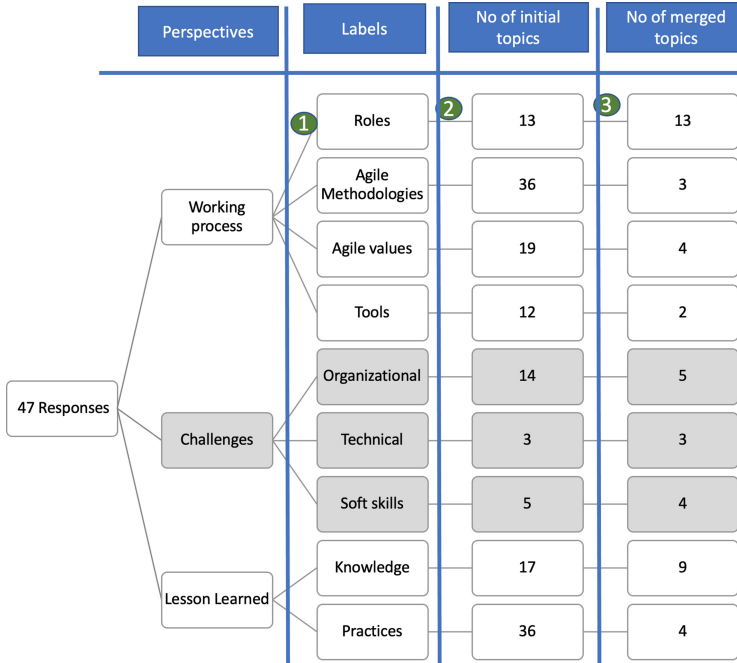 Perspectives
Labels
No of initial
topics
No of merged
topics
1
2
3
Roles
13
13
Agile
Methodologies
36
3
Working
process
Agile values
19
4
Tools
12
2
Organizational
14
5
47 Responses
Challenges
Technical
3
3
Soft skills
5
4
Knowledge
17
9
Lesson Learned
Practices
36
4